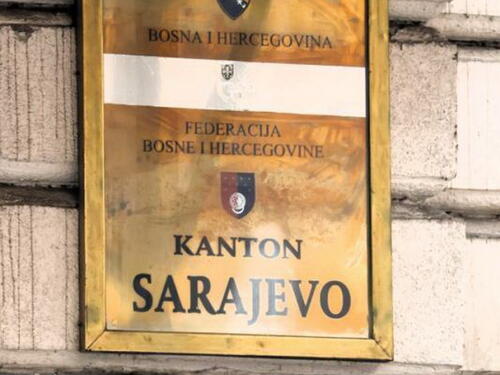 BOSNA I HERCEGOVINA
FEDERACIJA
BOSNE I HERCEGOVINE
KANTON
SARAJEVO